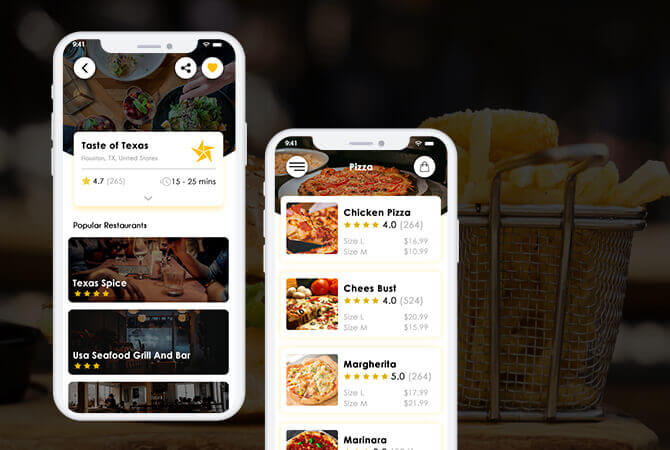 9:41
Taste of Texas
Houston, TX, United Stores
4.7 (265)
15 - 25 mins
Popular Restaurants
Texas Spice
Usa Seafood Grill And Bar
9:41
Pizza
Chicken Pizza
4.0 (264)
Size L $16.99
Size M $10.99
Chees Bust
4.0 (524)
Size L $20.99
Size M $15.99
Margherita
5.0 (264)
Size L $17.99
Size M $21.99
Marinara